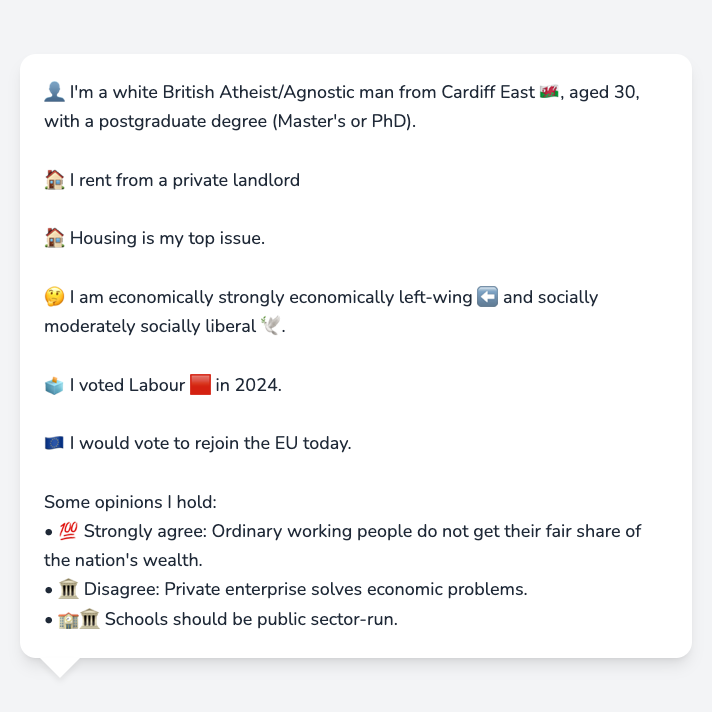 👤 I'm a white British Atheist/Agnostic man from Cardiff East 🏴󠁧󠁢󠁷󠁬󠁳󠁿, aged 30,
with a postgraduate degree (Master's or PhD).
🏠 I rent from a private landlord
🏠 Housing is my top issue.
🤔 I am economically strongly economically left-wing ⬅️ and socially
moderately socially liberal 🕊️.
🗳️ I voted Labour 🟥 in 2024.
🇪🇺 I would vote to rejoin the EU today.
Some opinions I hold:
• 💯 Strongly agree: Ordinary working people do not get their fair share of
the nation's wealth.
• 🏛️ Disagree: Private enterprise solves economic problems.
• 🏫🏛️ Schools should be public sector-run.